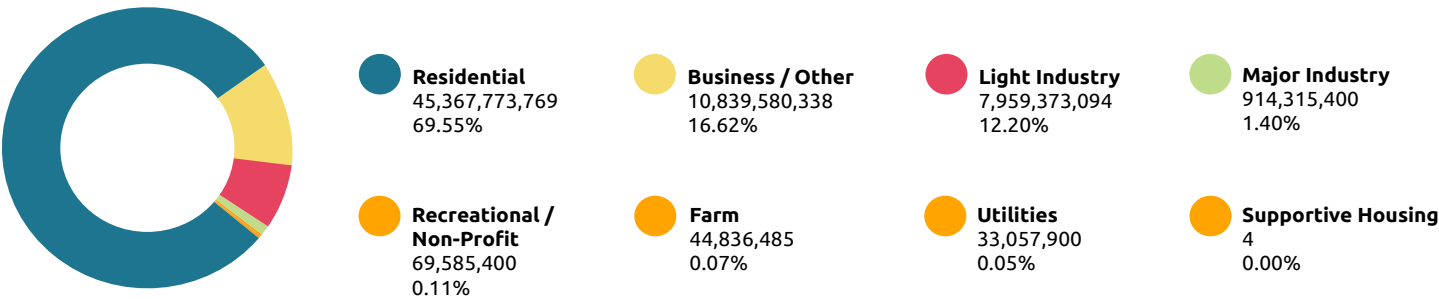 Residential
45,367,773,769
69.55%
Business / Other
10,839,580,338
16.62%
Light Industry
7,959,373,094
12.20%
Major Industry
914,315,400
1.40%
Recreational /
Non-Profit
69,585,400
0.11%
Farm
44,836,485
0.07%
Utilities
33,057,900
0.05%
Supportive Housing
4
0.00%